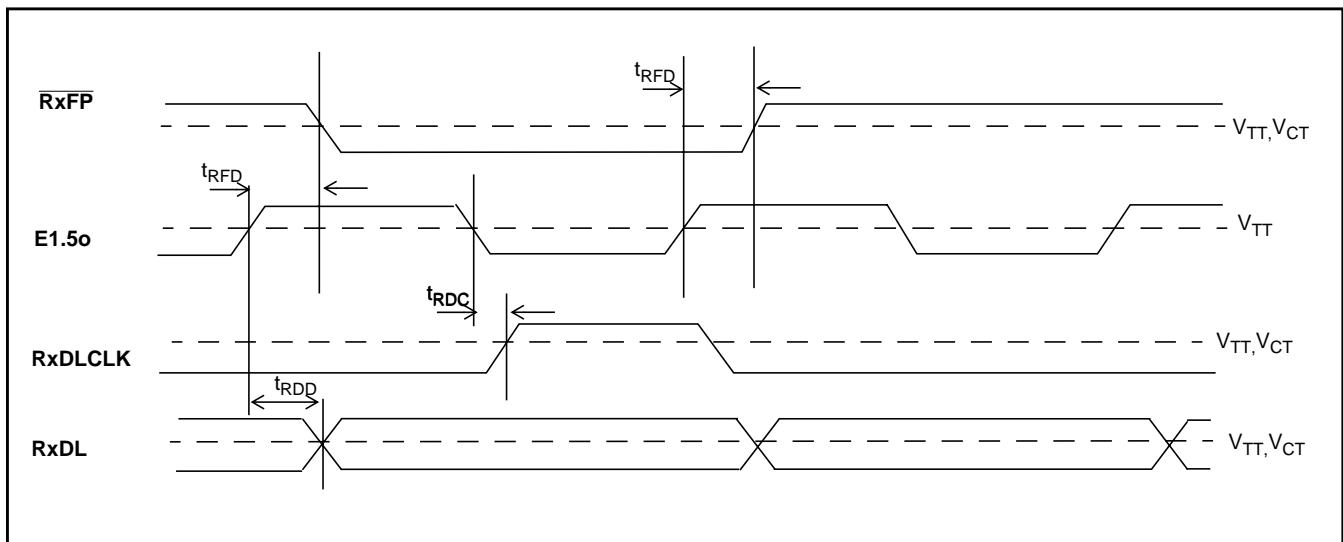 tRFD
RxFP
VTT,VCT
tRFD
E1.5o
VTT
tRDC
RxDLCLK
VTT,VCT
tRDD
RxDL
VTT,VCT